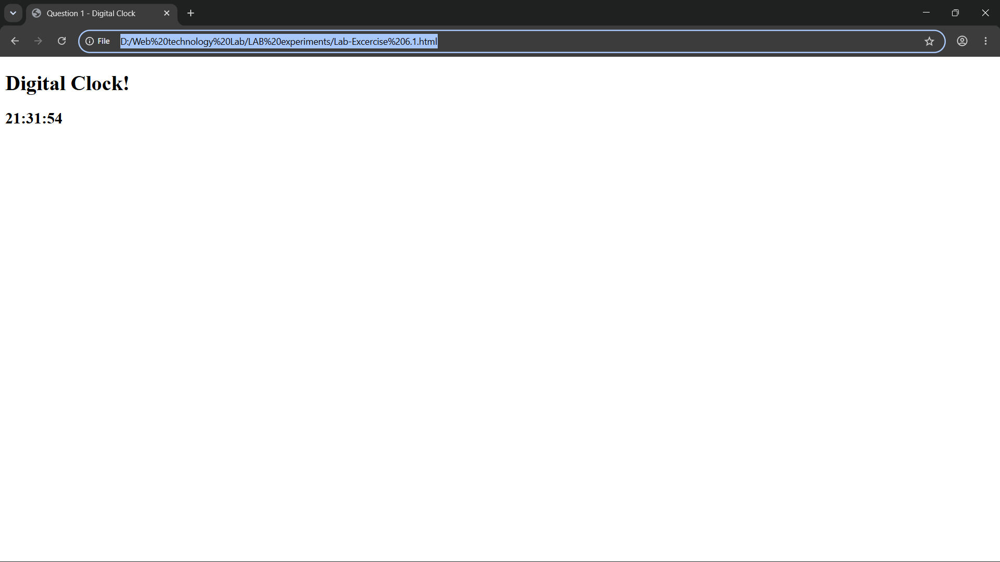 Question 1 - Digital Clock
File D:/Web%20technology%20Lab/LAB%20experiments/Lab-Excercise%206.1.html
Digital Clock!
21:31:54